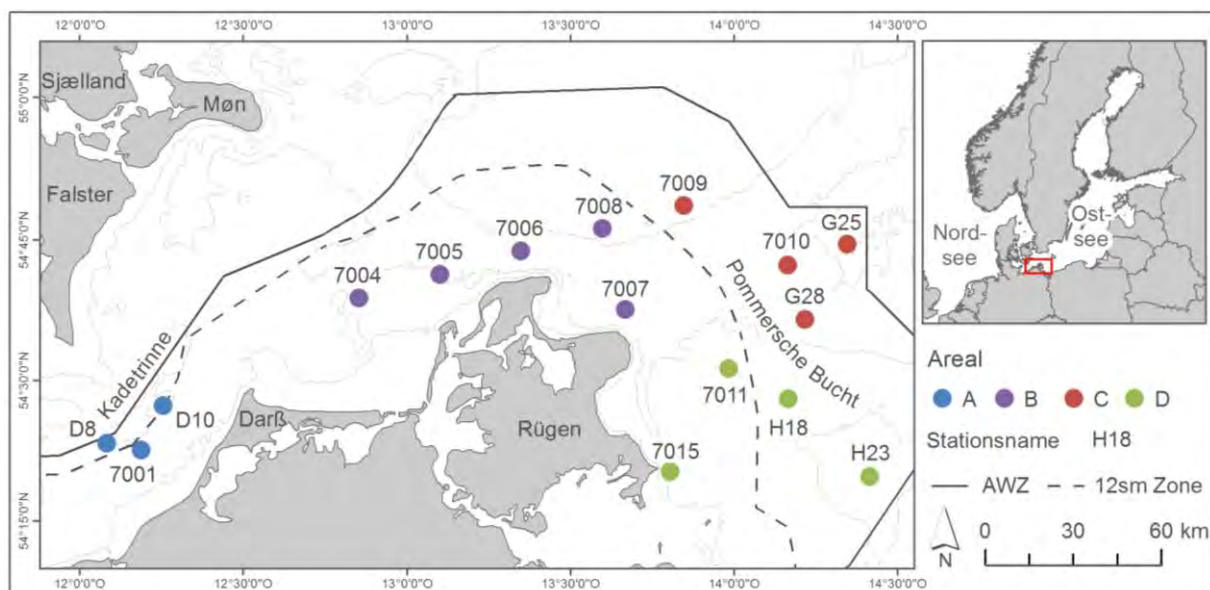 12°0'0"O 12°30'0"O 13°0'0"O 13°30'0"O 14°0'0"O 14°30'0"O
55°0'0"N
54°45'0"N
54°30'0"N
54°15'0"N
Sjælland
Møn
Falster
Kadetrinne
Darß
Rügen
Pommersche Bucht
7009
7008
G25
7006
7010
7005
7004
G28
7007
7011
D10
H18
D8
7001
7015
H23
Nord-
see
Ost-
see
Areal
A B C D
Stationsname H18
AWZ 12sm Zone
N
0 30 60 km